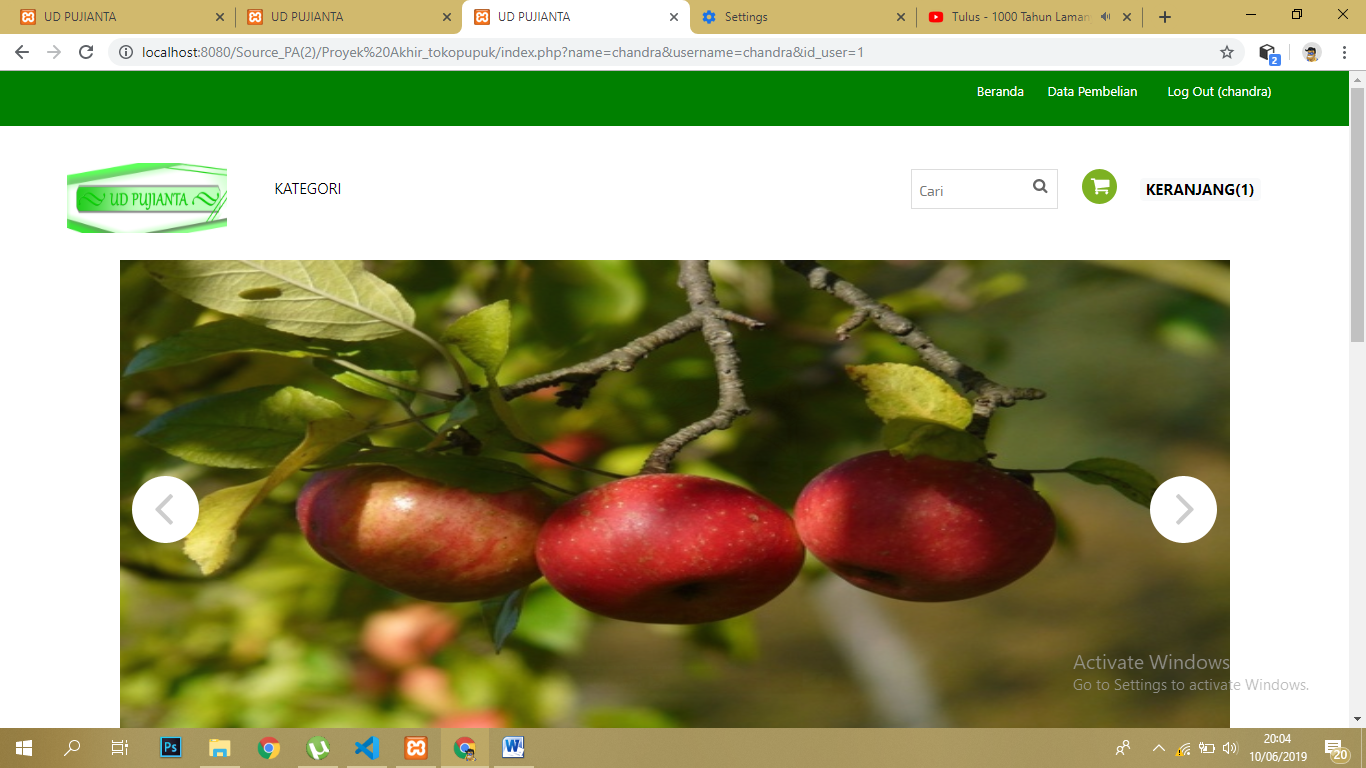 UD PUJIANTA
UD PUJIANTA
UD PUJIANTA
Settings
Tulus - 1000 Tahun Laman
localhost:8080/Source_PA(2)/Proyek%20Akhir_tokopupuk/index.php?name=chandra&username=chandra&id_user=1
2
Beranda
Data Pembelian
Log Out (chandra)
UD PUJIANTA
KATEGORI
Cari
KERANJANG(1)
Activate Windows
Go to Settings to activate Windows.
Ps
W
20:04
10/06/2019
20